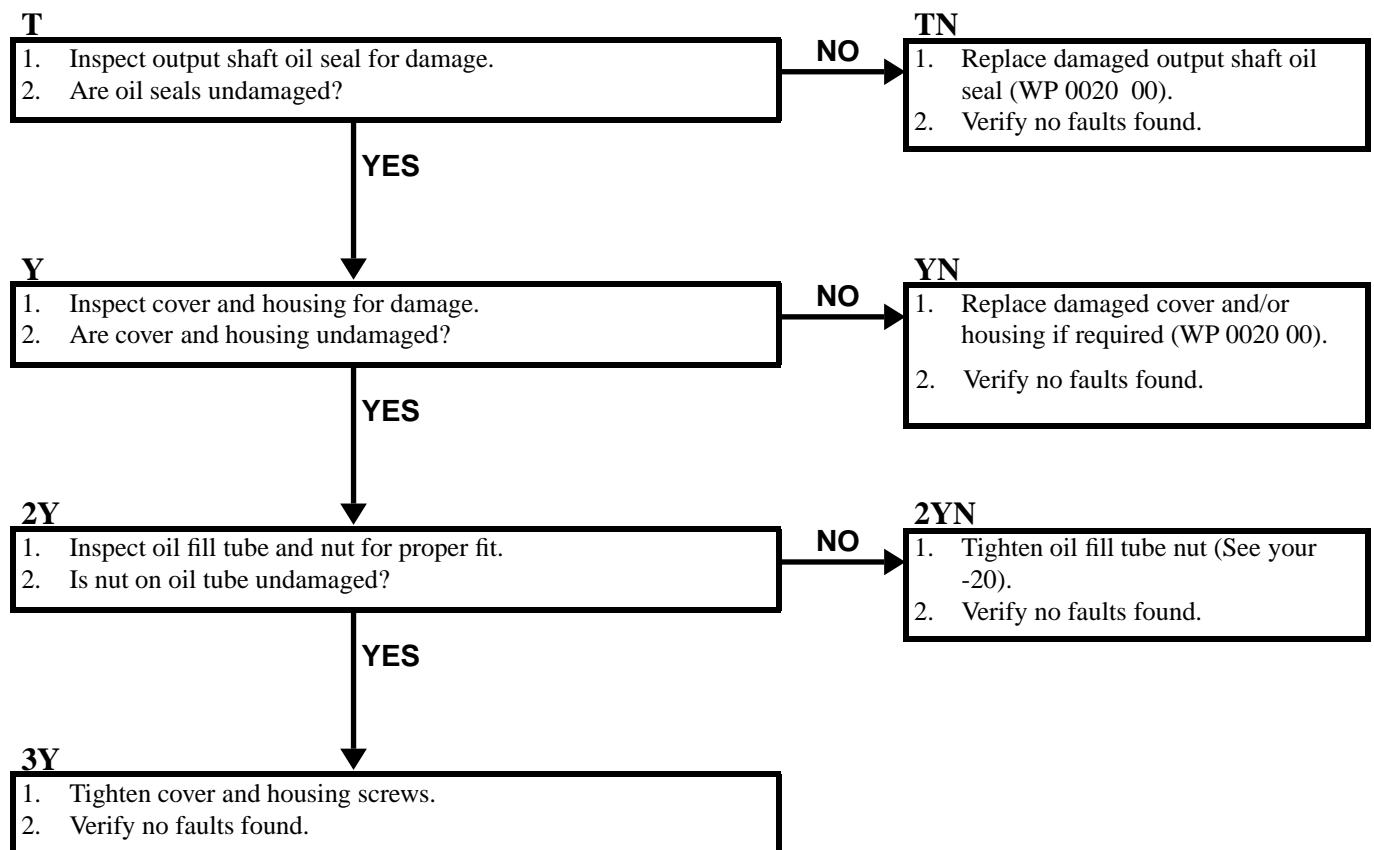 T
1. Inspect output shaft oil seal for damage.
2. Are oil seals undamaged?
NO
TN
1. Replace damaged output shaft oil
seal (WP 0020 00).
2. Verify no faults found.
YES
Y
1. Inspect cover and housing for damage.
2. Are cover and housing undamaged?
NO
YN
1. Replace damaged cover and/or
housing if required (WP 0020 00).
2. Verify no faults found.
YES
2Y
1. Inspect oil fill tube and nut for proper fit.
2. Is nut on oil tube undamaged?
NO
2YN
1. Tighten oil fill tube nut (See your
-20).
2. Verify no faults found.
YES
3Y
1. Tighten cover and housing screws.
2. Verify no faults found.